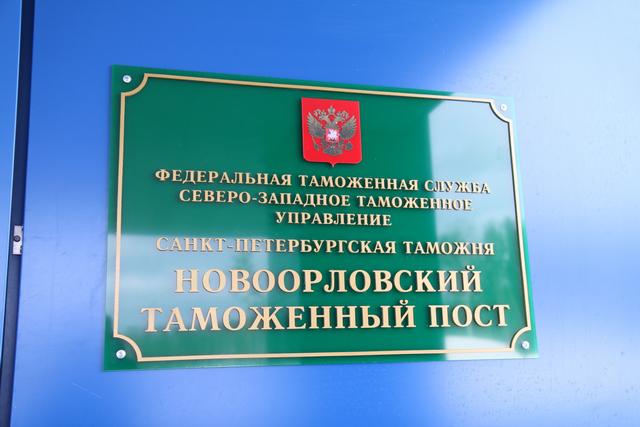 ФЕДЕРАЛЬНАЯ ТАМОЖЕННАЯ СЛУЖБА
СЕВЕРО-ЗАПАДНОЕ ТАМОЖЕННОЕ
УПРАВЛЕНИЕ
САНКТ-ПЕТЕРБУРГСКАЯ ТАМОЖНЯ
НОВООРЛОВСКИЙ
ТАМОЖЕННЫЙ ПОСТ